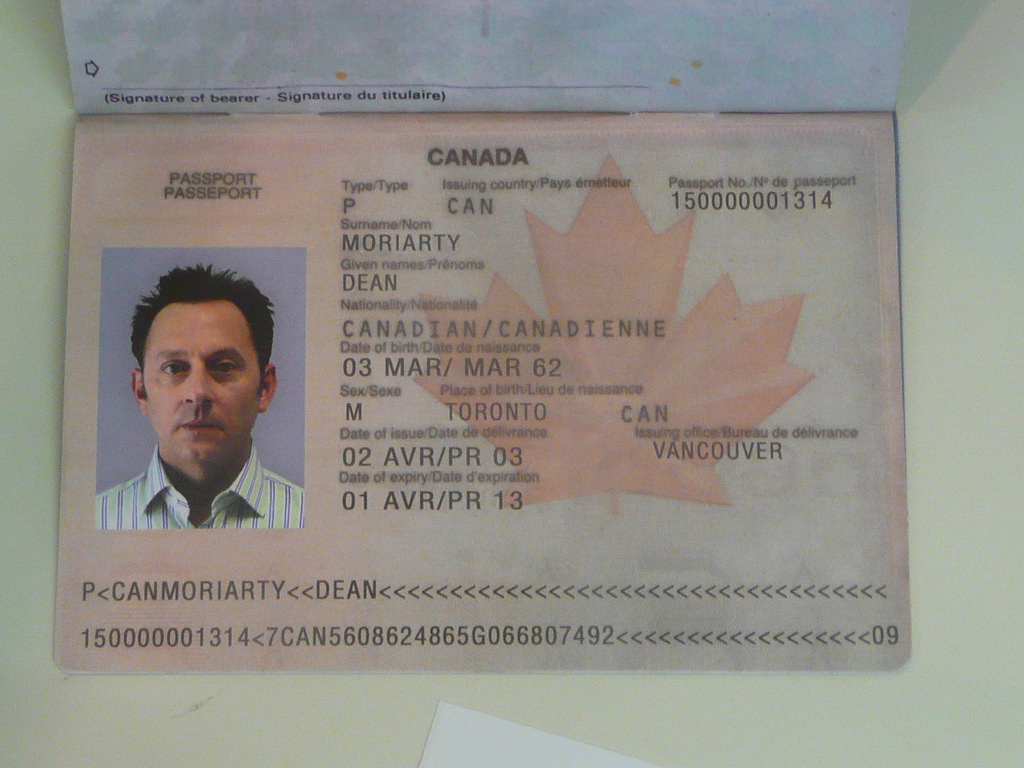 (Signature of bearer - Signature du titulaire)
CANADA
PASSPORT
PASSEPORT
Type/Type Issuing country/Pays émetteur Passport No./Nº de passeport
P CAN 150000001314
Surname/Nom
MORIARTY
Given names/Prénoms
DEAN
Nationality/Nationalité
CANADIAN/CANADIENNE
Date of birth/Date de naissance
03 MAR/ MAR 62
Sex/Sexe Place of birth/Lieu de naissance
M TORONTO CAN
Date of issue/Date de délivrance Issuing office/Bureau de délivrance
02 AVR/PR 03 VANCOUVER
Date of expiry/Date d'expiration
01 AVR/PR 13
P<CANMORIARTY<<DEAN<<<<<<<<<<<<<<<<<<<<<<<<<<<<<<<<<<<<
150000001314<7CAN5608624865G066807492<<<<<<<<<<<<<<<<<<09